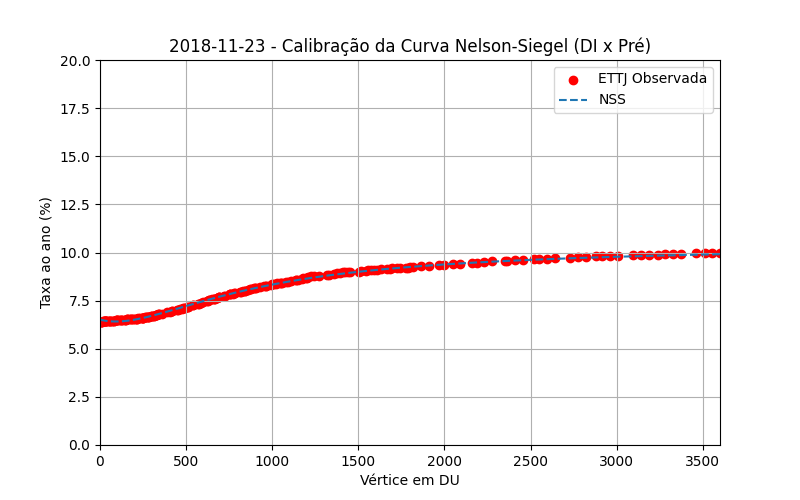 2018-11-23 - Calibração da Curva Nelson-Siegel (DI x Pré)
ETTJ Observada
NSS
Taxa ao ano (%)
20.0
17.5
15.0
12.5
10.0
7.5
5.0
2.5
0.0
0 500 1000 1500 2000 2500 3000 3500
Vértice em DU